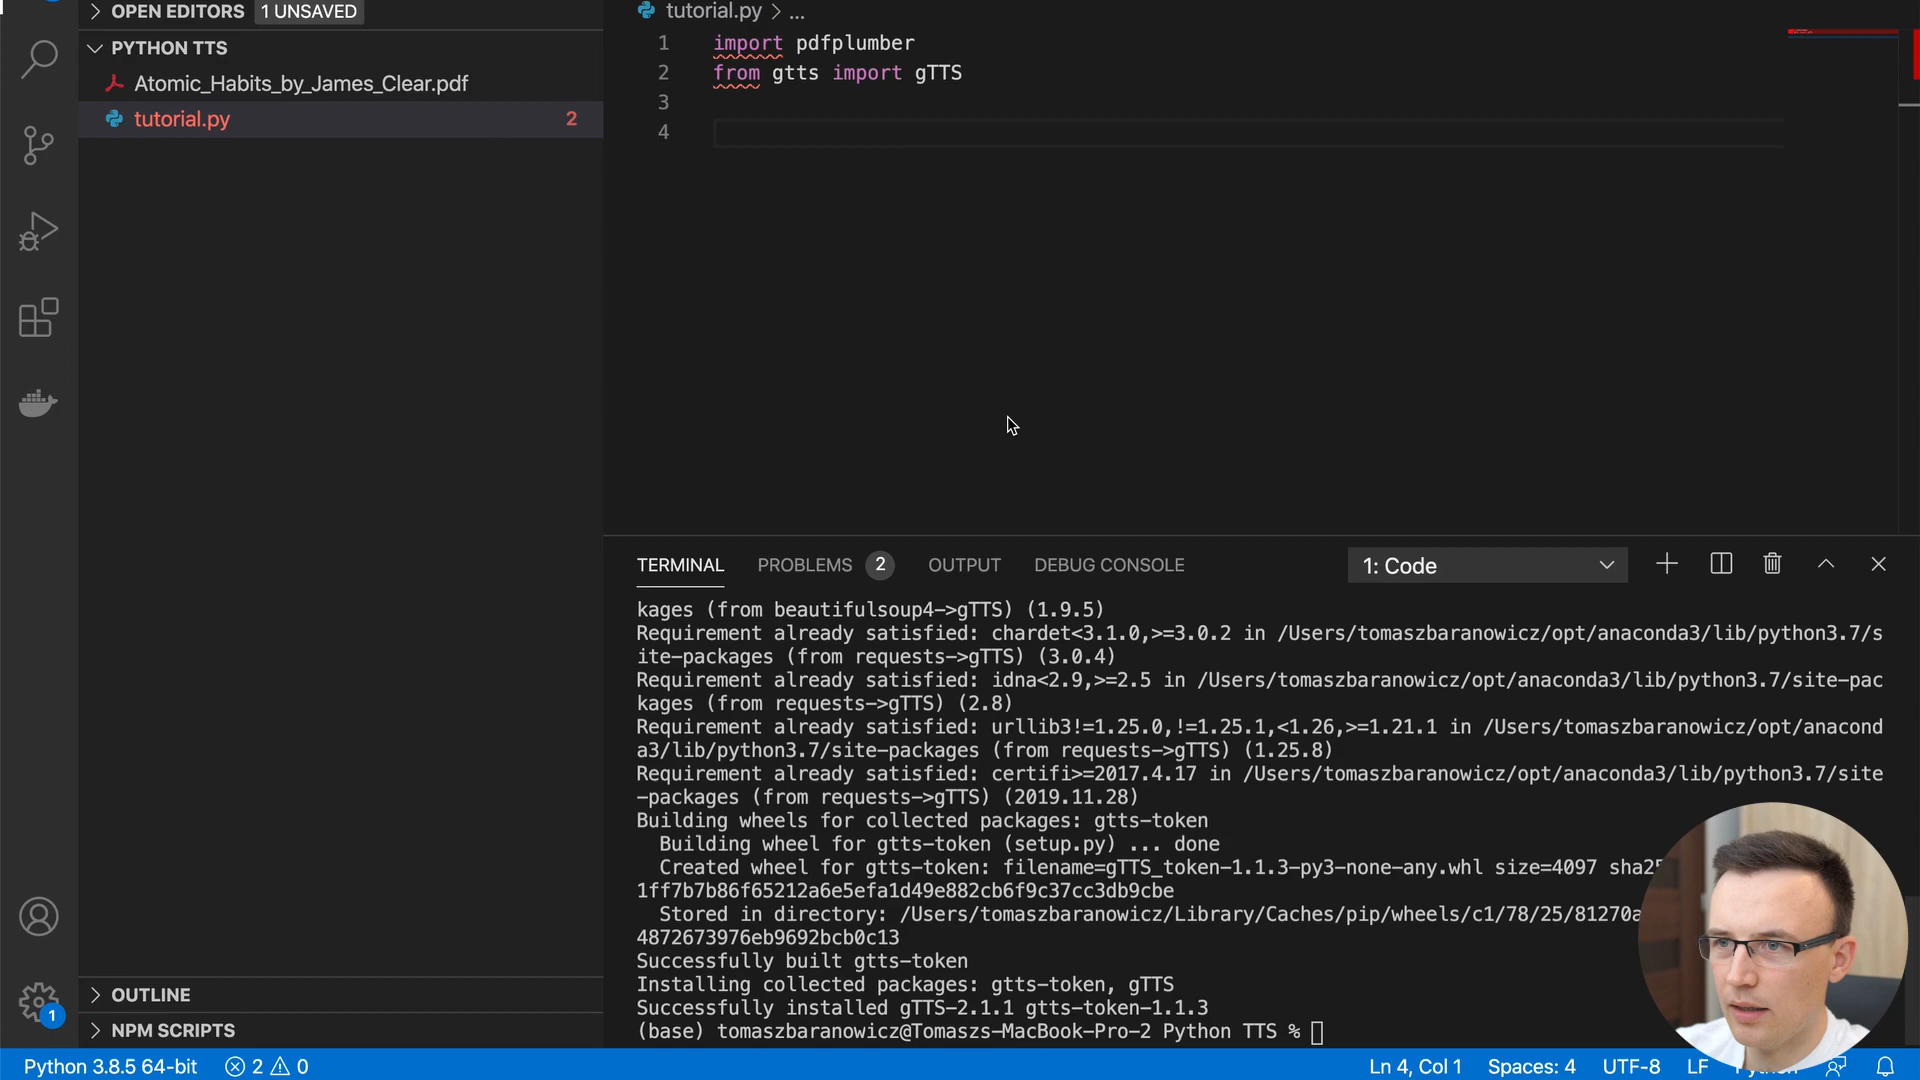 OPEN EDITORS 1 UNSAVED
PYTHON TTS
Atomic_Habits_by_James_Clear.pdf
tutorial.py 2
OUTLINE
NPM SCRIPTS
1
tutorial.py > ...
1 import pdfplumber
2 from gtts import gTTS
3
4
TERMINAL PROBLEMS 2 OUTPUT DEBUG CONSOLE 1: Code
kages (from beautifulsoup4->gTTS) (1.9.5)
Requirement already satisfied: chardet<3.1.0,>=3.0.2 in /Users/tomaszbaranowicz/opt/anaconda3/lib/python3.7/s
ite-packages (from requests->gTTS) (3.0.4)
Requirement already satisfied: idna<2.9,>=2.5 in /Users/tomaszbaranowicz/opt/anaconda3/lib/python3.7/site-pac
kages (from requests->gTTS) (2.8)
Requirement already satisfied: urllib3!=1.25.0,!=1.25.1,<1.26,>=1.21.1 in /Users/tomaszbaranowicz/opt/anacond
a3/lib/python3.7/site-packages (from requests->gTTS) (1.25.8)
Requirement already satisfied: certifi>=2017.4.17 in /Users/tomaszbaranowicz/opt/anaconda3/lib/python3.7/site
-packages (from requests->gTTS) (2019.11.28)
Building wheels for collected packages: gtts-token
Building wheel for gtts-token (setup.py) ... done
Created wheel for gtts-token: filename=gTTS_token-1.1.3-py3-none-any.whl size=4097 sha25
1ff7b7b86f65212a6e5efa1d49e882cb6f9c37cc3db9cbe
Stored in directory: /Users/tomaszbaranowicz/Library/Caches/pip/wheels/c1/78/25/81270a
4872673976eb9692bcb0c13
Successfully built gtts-token
Installing collected packages: gtts-token, gTTS
Successfully installed gTTS-2.1.1 gtts-token-1.1.3
(base) tomaszbaranowicz@Tomaszs-MacBook-Pro-2 Python TTS %
Python 3.8.5 64-bit 2 0 Ln 4, Col 1 Spaces: 4 UTF-8 LF